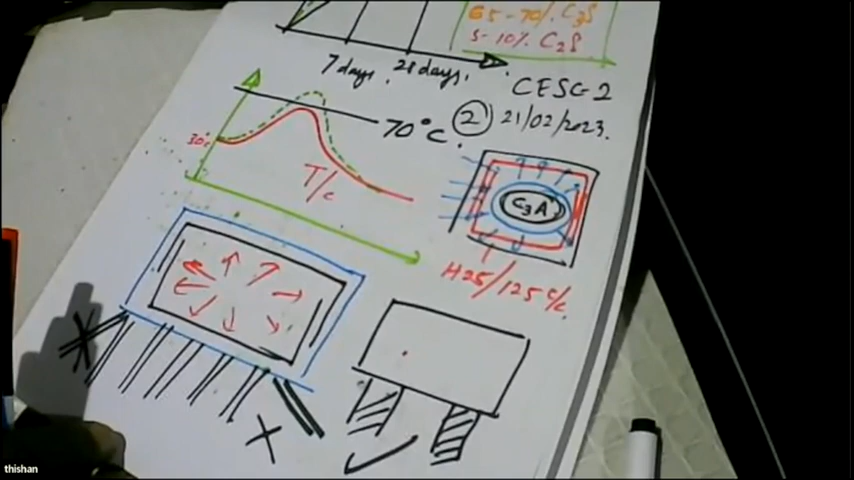 65-70%. C3S
5-10%. C2S
7 days, 28 days,
CESG-2
2 21/02/2023.
70°C.
30°C
T/c
C3A
H25/125 c/c.
thishan